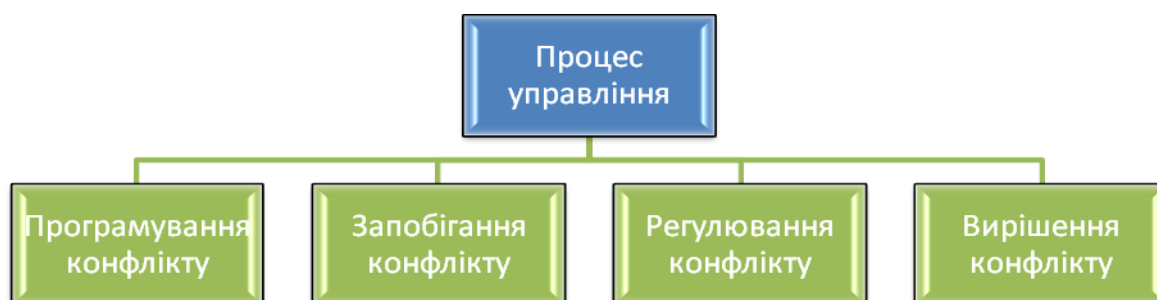 Процес
управління
Програмування
конфлікту
Запобігання
конфлікту
Регулювання
конфлікту
Вирішення
конфлікту